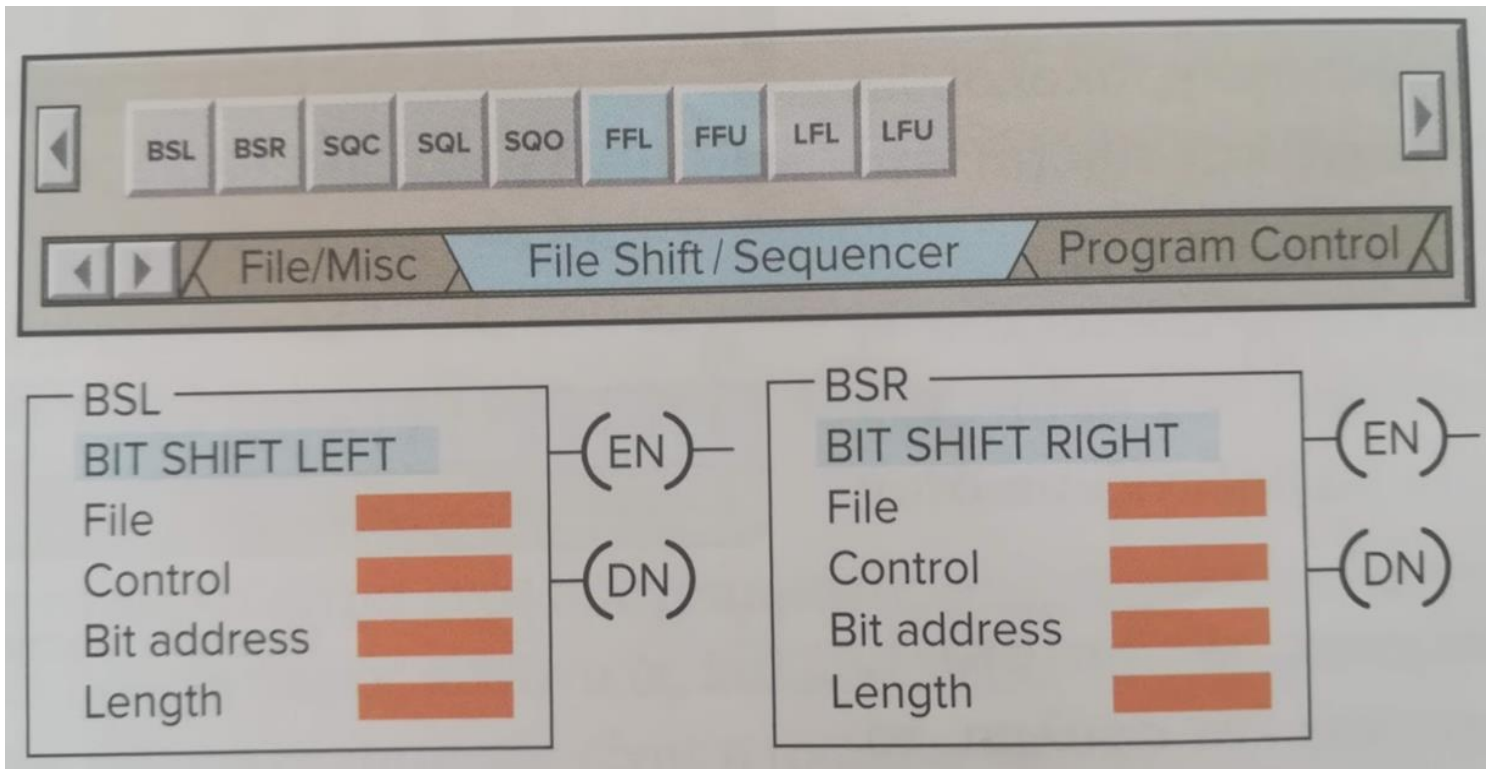 BSL BSR SQC SQL SQO FFL FFU LFL LFU
File/Misc File Shift / Sequencer Program Control
BSL
BIT SHIFT LEFT
File
Control
Bit address
Length
(EN)
(DN)
BSR
BIT SHIFT RIGHT
File
Control
Bit address
Length
(EN)
(DN)